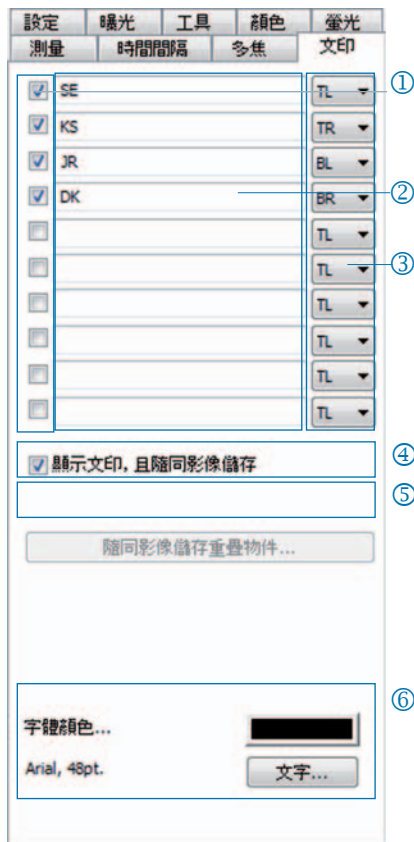 設定 曝光 工具 顏色 螢光
測量 時間間隔 多焦 文印
SE TL ①
KS TR
JR BL
DK BR ②
TL
TL ③
TL
TL
TL
TL
顯示文印, 且隨同影像儲存 ④
⑤
隨同影像儲存重疊物件...
⑥
字體顏色...
Arial, 48pt. 文字...